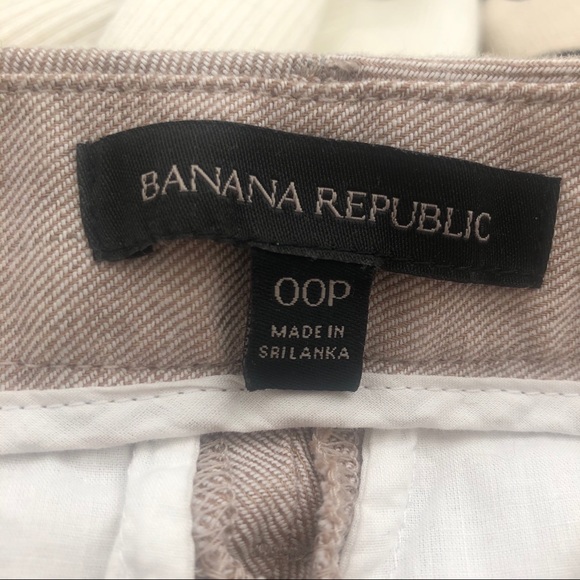 BANANA REPUBLIC
00P
MADE IN
SRI LANKA